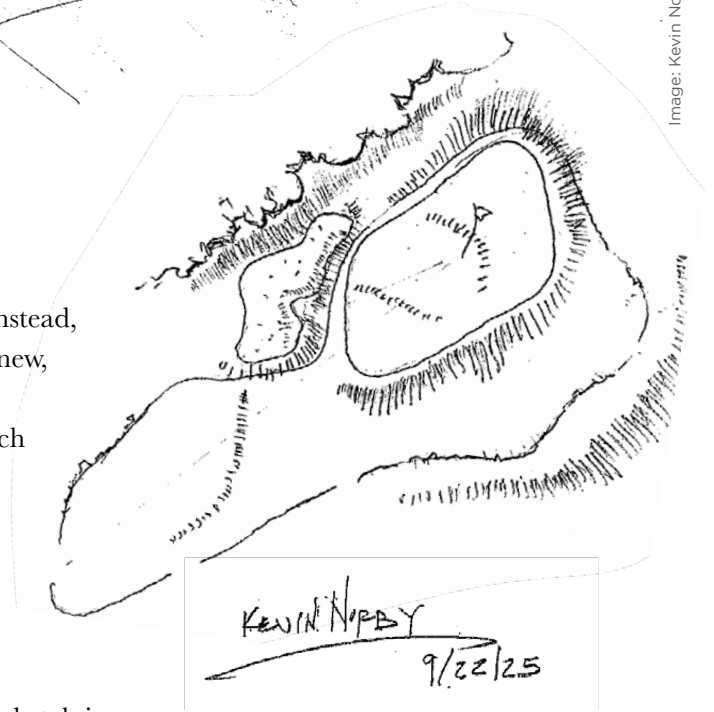 Image: Kevin No
nstead,
new,
ch
KEVIN NORBY
9/22/25